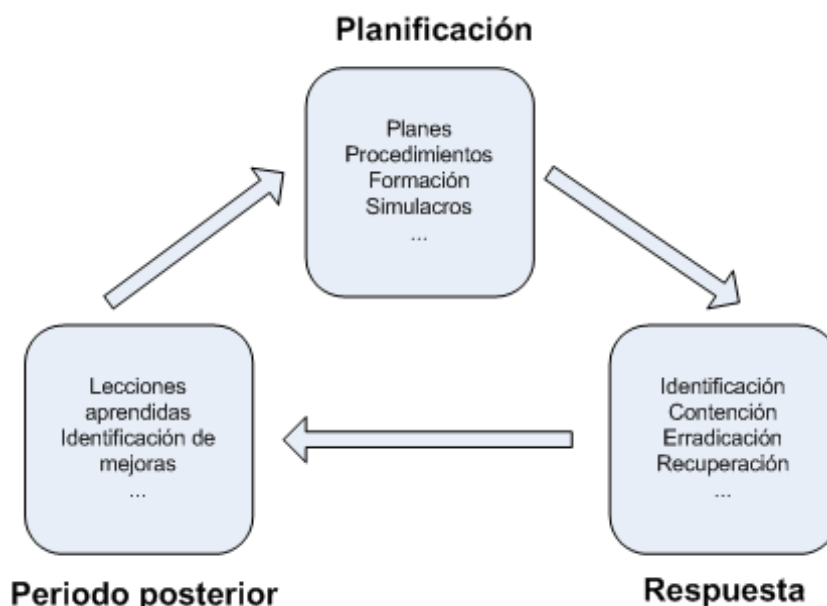 Planificación
Planes
Procedimientos
Formación
Simulacros
...
Lecciones
aprendidas
Identificación de
mejoras
...
Periodo posterior
Identificación
Contención
Erradicación
Recuperación
...
Respuesta